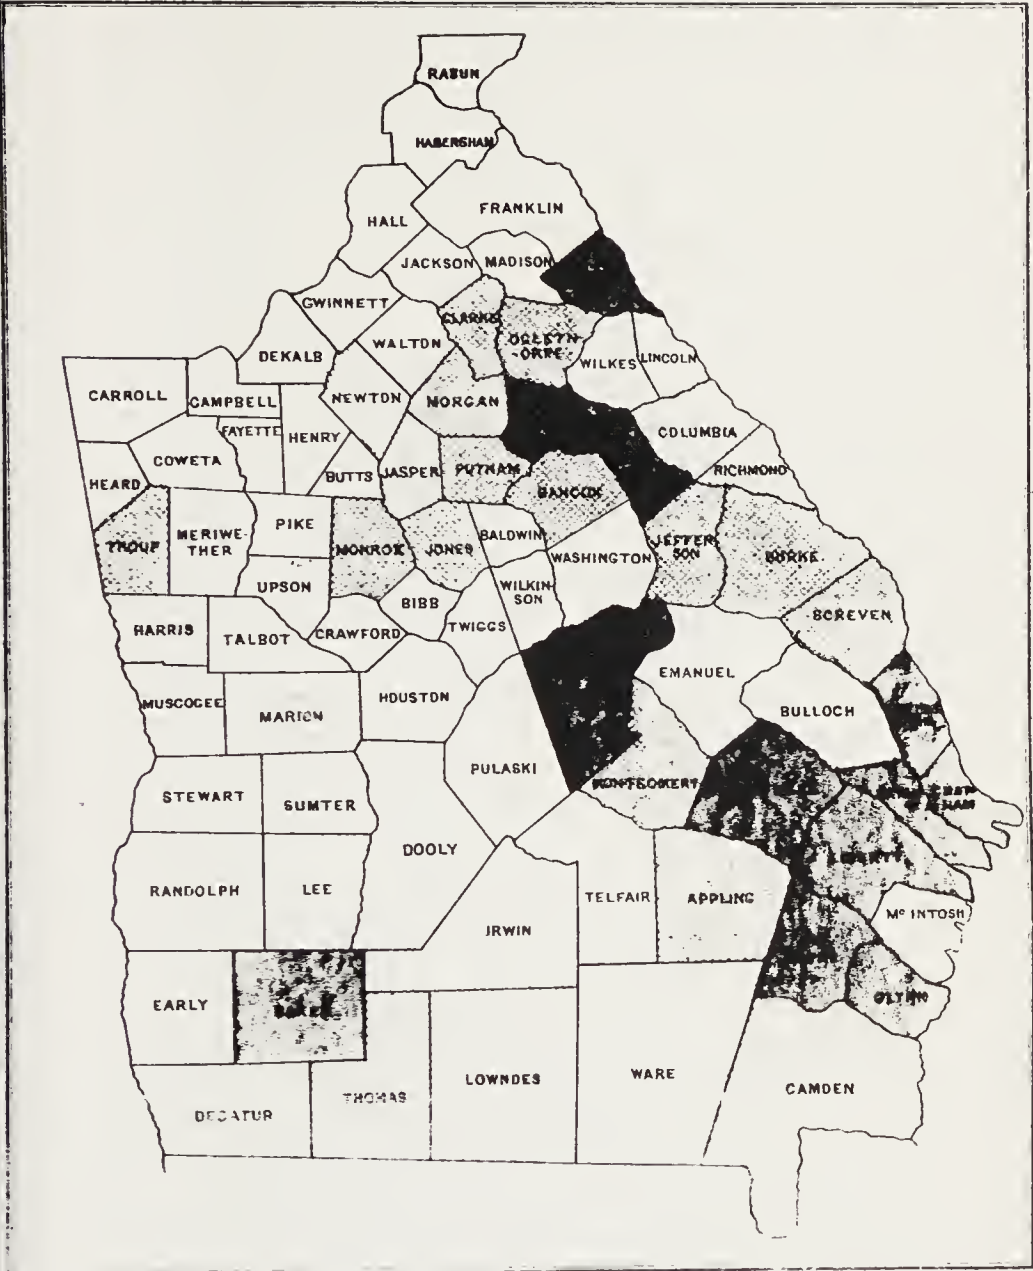 RABUN
HABERSHAM
HALL
FRANKLIN
JACKSON
MADISON
GWINNETT
CLARKE
OGLETH
ORPE
WALTON
DEKALB
WILKES
LINCOLN
CARROLL
CAMPBELL
NEWTON
MORGAN
FAYETTE
HENRY
COLUMBIA
COWETA
BUTTS
JASPER
PUTNAM
RICHMOND
HEARD
HANCOCK
TROUP
MERIWE-
THER
PIKE
MONROE
JONES
BALDWIN
WASHINGTON
JEFFER
SON
BURKE
UPSON
BIBB
WILKIN
SON
TWIGGS
SCREVEN
HARRIS
TALBOT
CRAWFORD
EMANUEL
MUSCOGEE
MARION
HOUSTON
BULLOCH
PULASKI
MONTGOMERY
STEWART
SUMTER
DOOLY
LIBERTY
RANDOLPH
LEE
TELFAIR
APPLING
MCINTOSH
IRWIN
EARLY
BAKER
GLYNN
WARE
CAMDEN
LOWNDES
THOMAS
DECATUR